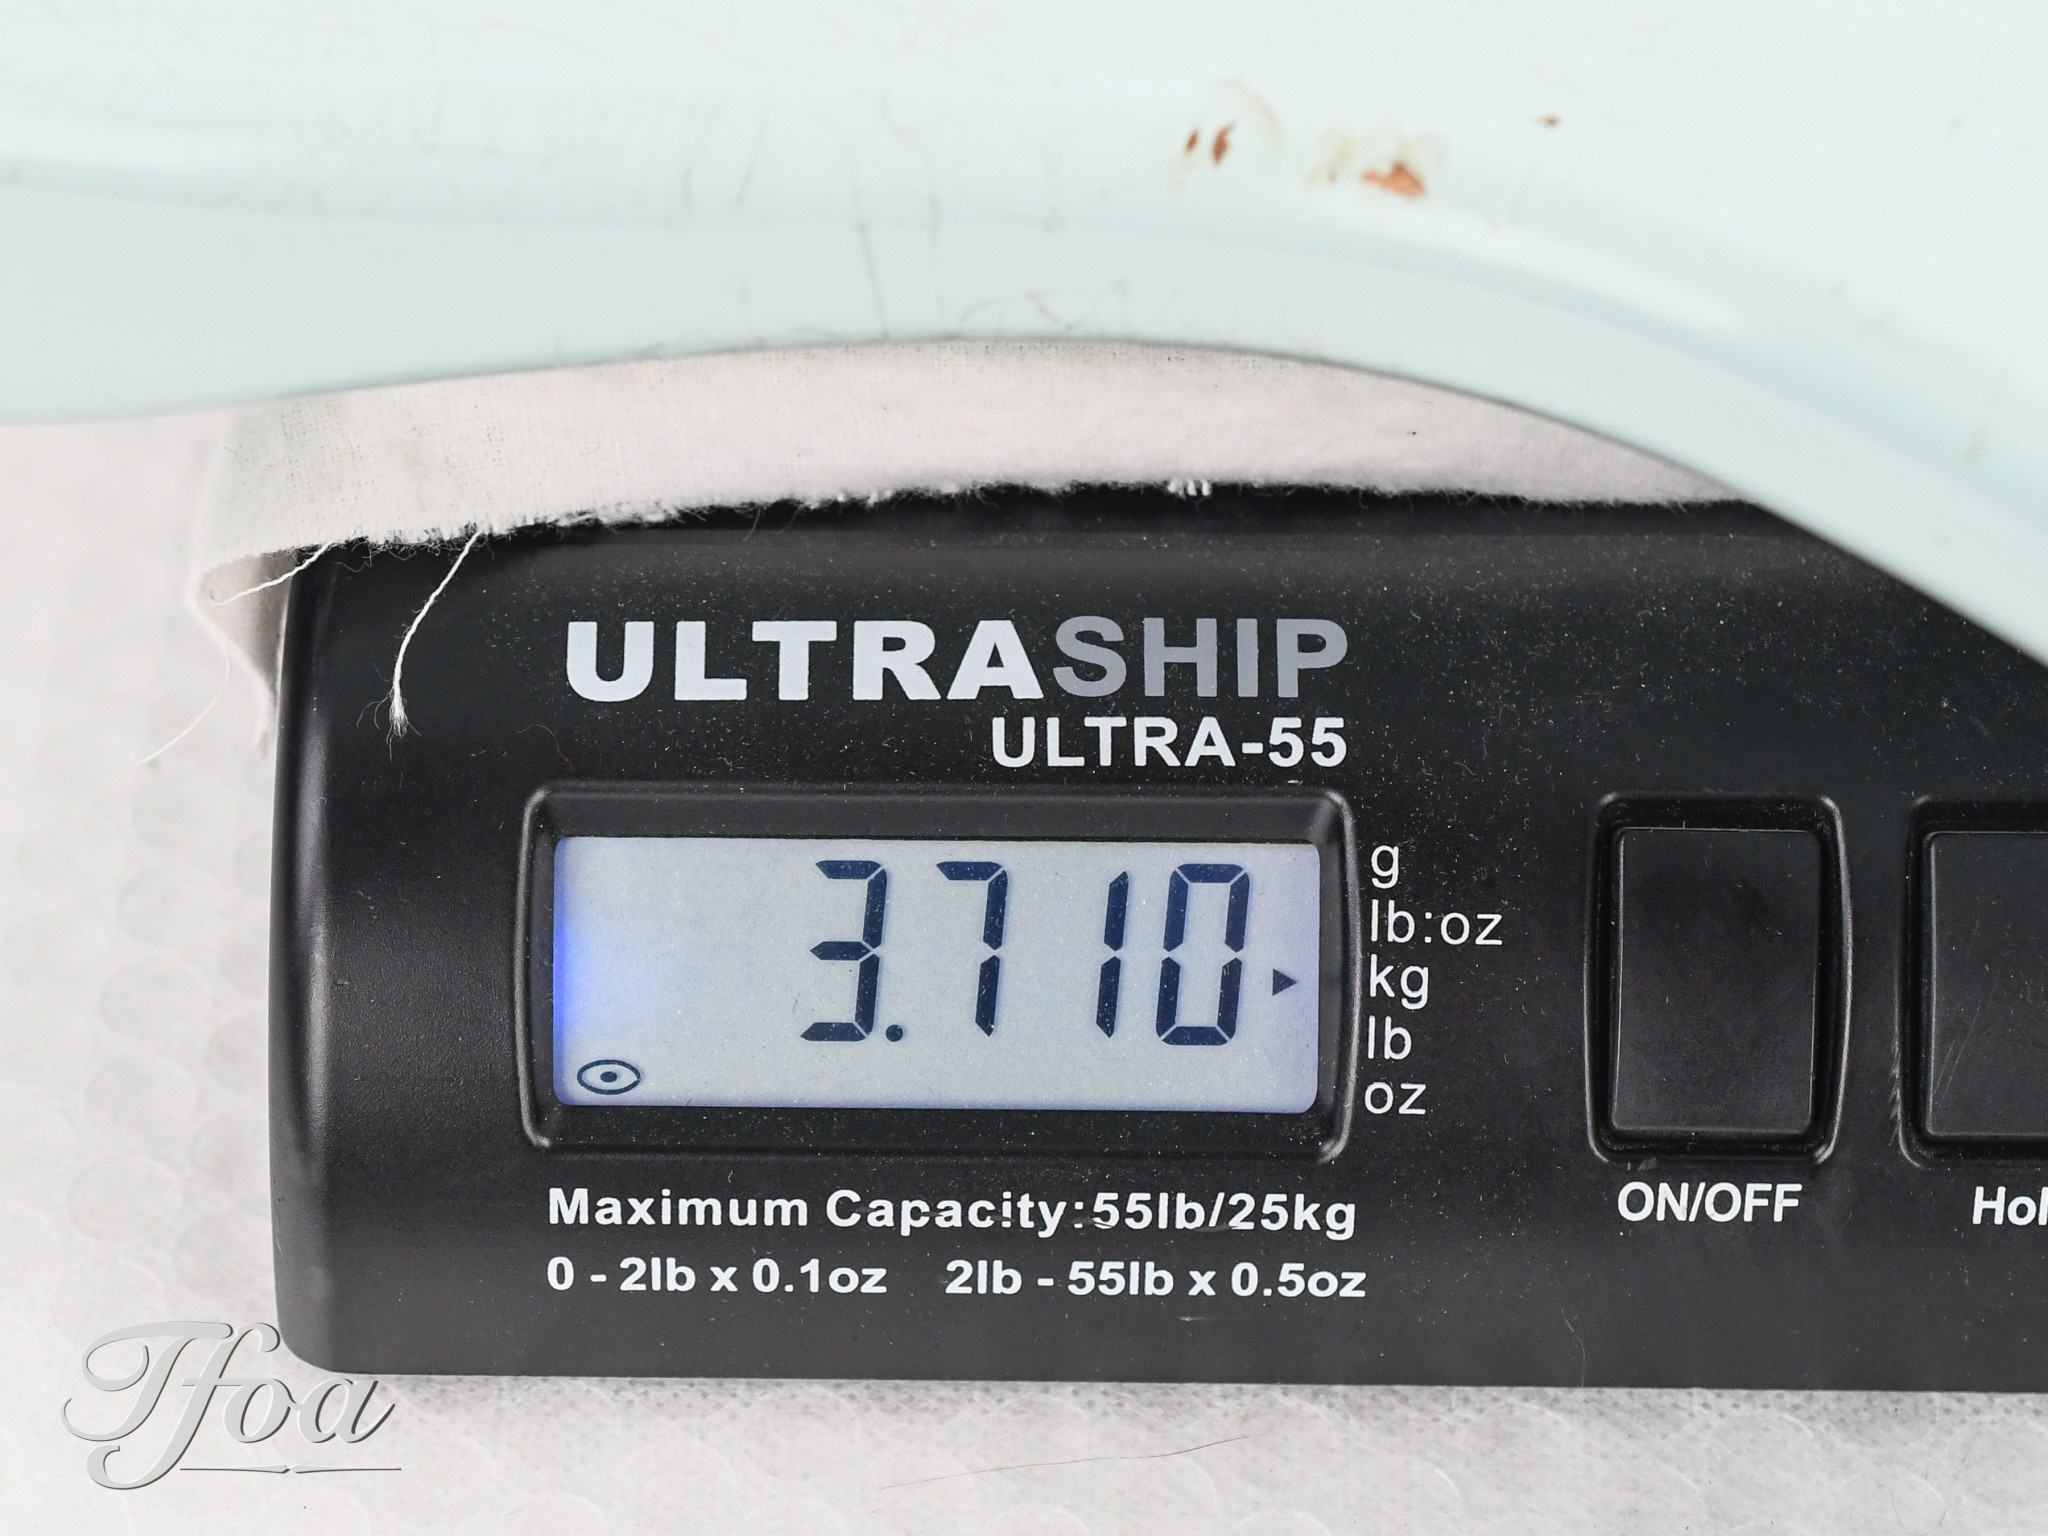 ULTRASHIP
ULTRA-55
3.710
g
lb:oz
kg
lb
oz
Maximum Capacity:55lb/25kg
0 - 2lb x 0.1oz 2lb - 55lb x 0.5oz
ON/OFF
Hol
Tfoa